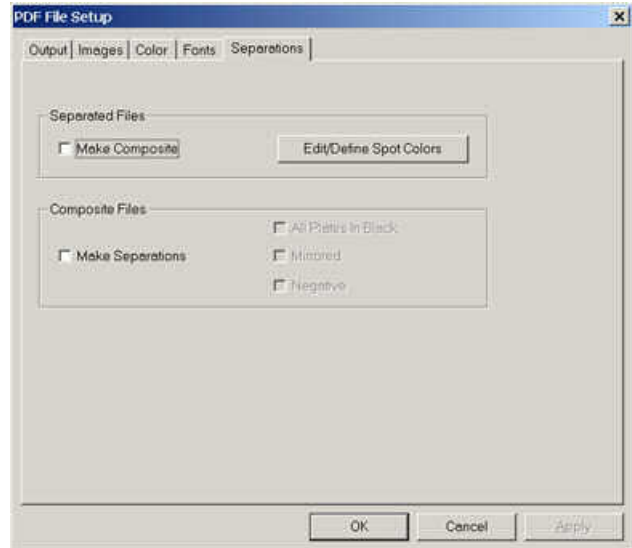 PDF File Setup
Output Images Color Fonts Separations
Separated Files
Make Composite Edit/Define Spot Colors
Composite Files
All Plates In Black
Make Separations Mirrored
Negative
OK Cancel Apply